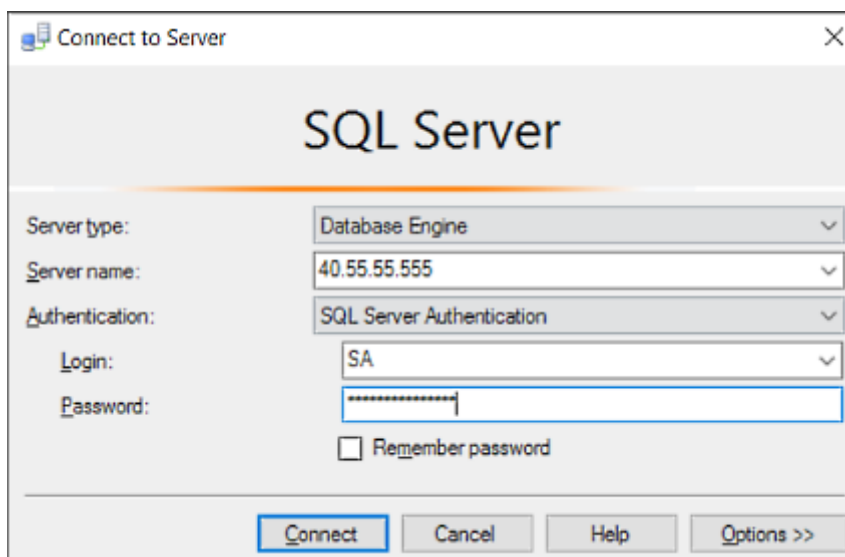 Connect to Server
SQL Server
Server type: Database Engine
Server name: 40.55.55.555
Authentication: SQL Server Authentication
Login: SA
Password: ****************
Remember password
Connect Cancel Help Options >>